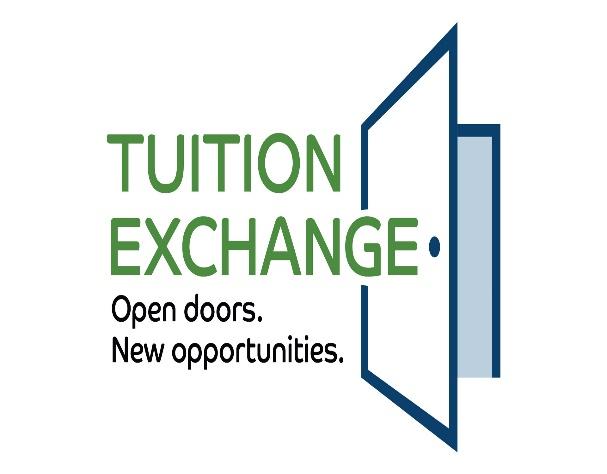 TUITION
EXCHANGE
Open doors.
New opportunities.